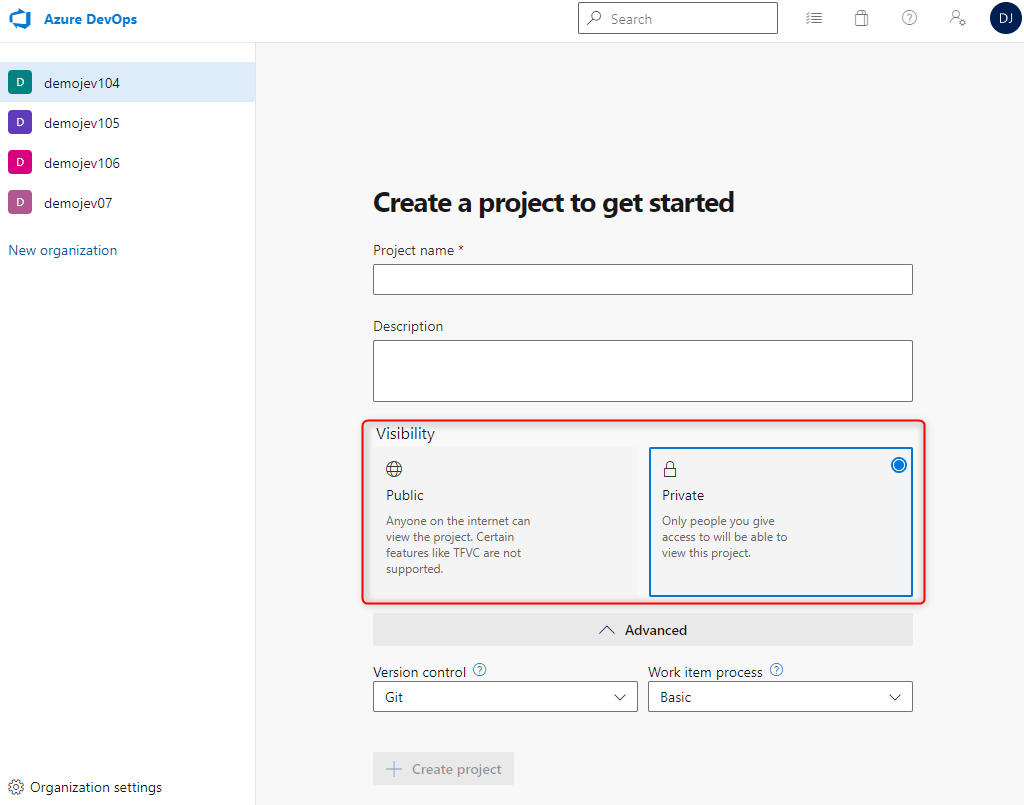 Azure DevOps
Search
DJ
D demojev104
D demojev105
D demojev106
D demojev07
New organization
Create a project to get started
Project name *
Description
Visibility
Public
Anyone on the internet can
view the project. Certain
features like TFVC are not
supported.
Private
Only people you give
access to will be able to
view this project.
Advanced
Version control ?
Git
Work item process ?
Basic
Create project
Organization settings